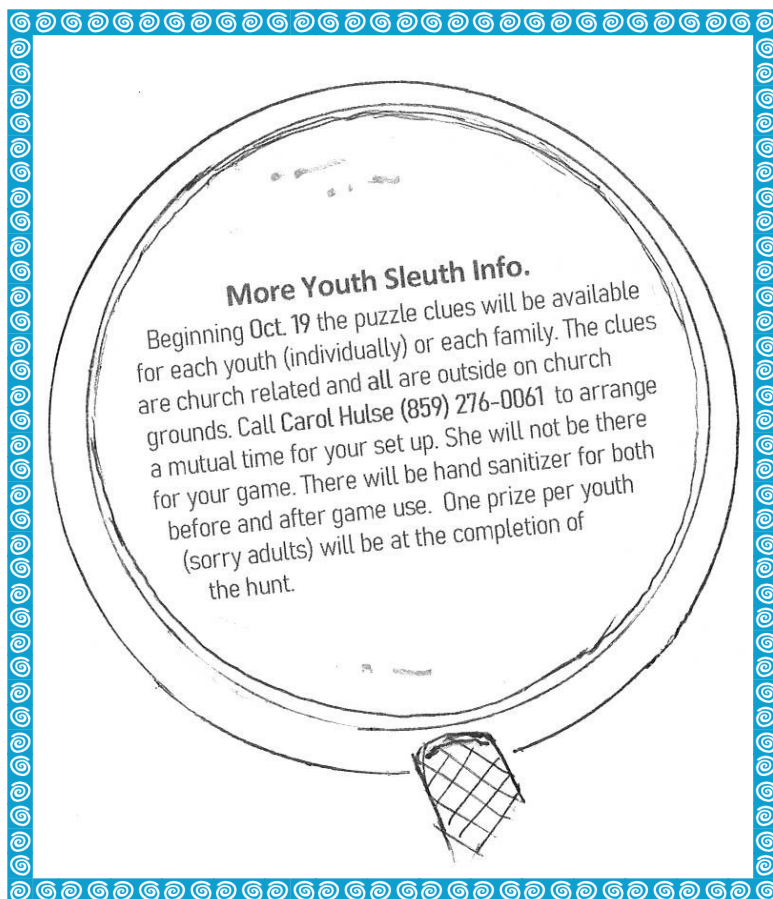 More Youth Sleuth Info.
Beginning Oct. 19 the puzzle clues will be available
for each youth (individually) or each family. The clues
are church related and all are outside on church
grounds. Call Carol Hulse (859) 276-0061 to arrange
a mutual time for your set up. She will not be there
for your game. There will be hand sanitizer for both
before and after game use. One prize per youth
(sorry adults) will be at the completion of
the hunt.